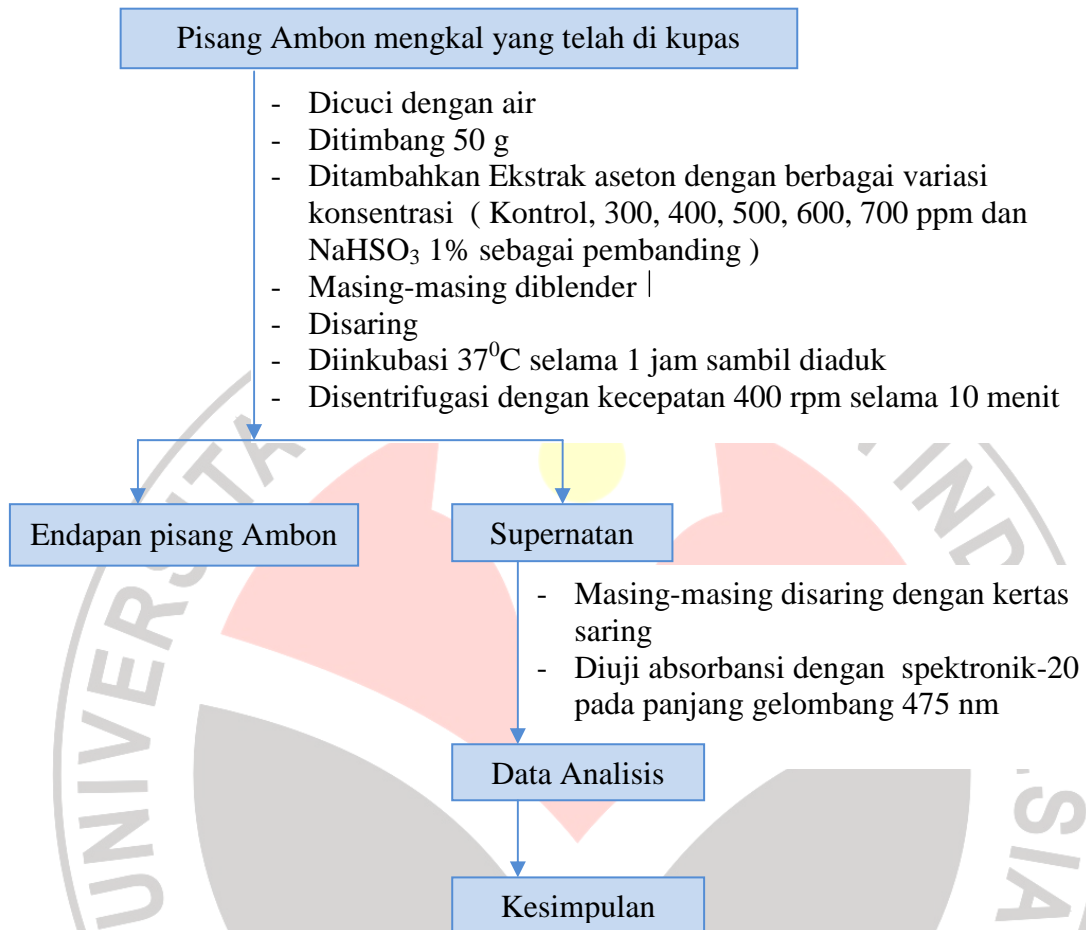 Pisang Ambon mengkal yang telah di kupas
- Dicuci dengan air
- Ditimbang 50 g
- Ditambahkan Ekstrak aseton dengan berbagai variasi
konsentrasi ( Kontrol, 300, 400, 500, 600, 700 ppm dan
NaHSO₃ 1% sebagai pembanding )
- Masing-masing diblender |
- Disaring
- Diinkubasi 37⁰C selama 1 jam sambil diaduk
- Disentrifugasi dengan kecepatan 400 rpm selama 10 menit
Endapan pisang Ambon
Supernatan
- Masing-masing disaring dengan kertas
saring
- Diuji absorbansi dengan spektronik-20
pada panjang gelombang 475 nm
Data Analisis
Kesimpulan
UNIVERSITA
IND
SIA